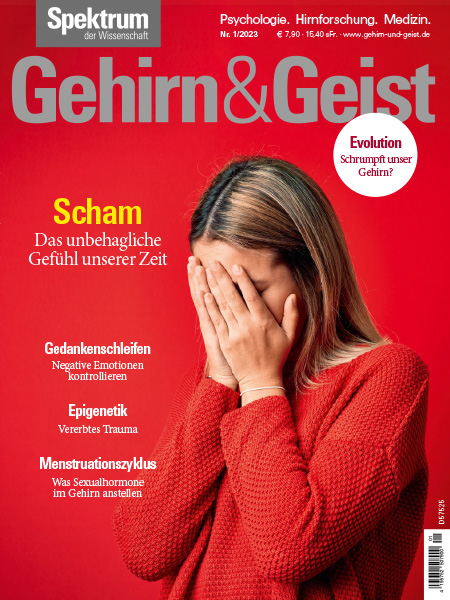 Spektrum
der Wissenschaft
Psychologie. Hirnforschung. Medizin.
Nr. 1/2023 € 7,90 · 15,40 sFr. · www.gehirn-und-geist.de
Gehirn&Geist
Evolution
Schrumpft unser
Gehirn?
Scham
Das unbehagliche
Gefühl unserer Zeit
Gedankenschleifen
Negative Emotionen
kontrollieren
Epigenetik
Vererbtes Trauma
Menstruationszyklus
Was Sexualhormone
im Gehirn anstellen
D57525
01